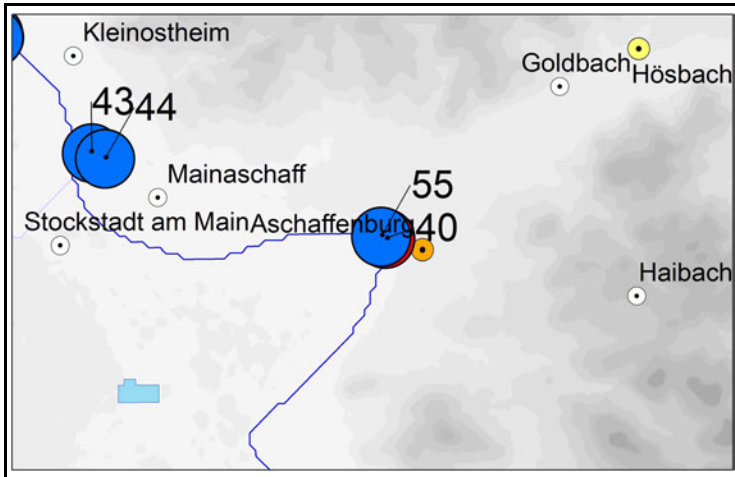 Kleinostheim
Goldbach
Hösbach
43
44
Mainaschaff
55
Stockstadt am Main
Aschaffenburg
40
Haibach